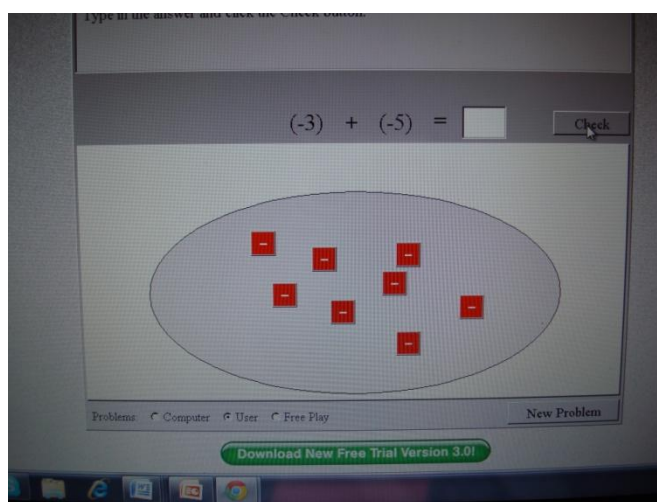 Type in the answer and click the Check button.
(-3) + (-5) =
Check
- - - - - - - -
Problems: Computer User Free Play
New Problem
Download New Free Trial Version 3.0!